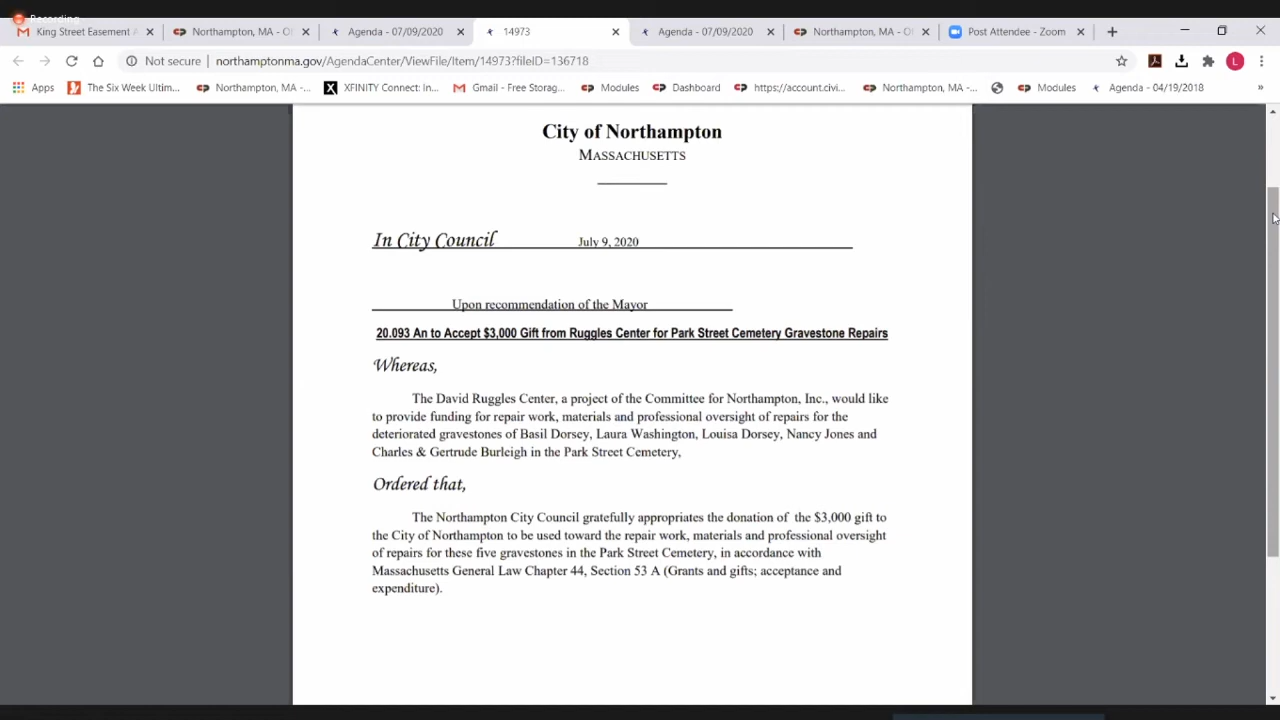 Recording
King Street Easement A
Northampton, MA - O
Agenda - 07/09/2020
14973
Agenda - 07/09/2020
Northampton, MA - O
Post Attendee - Zoom
Not secure
northamptonma.gov/AgendaCenter/ViewFile/Item/14973?fileID=136718
L
Apps
The Six Week Ultim...
Northampton, MA -...
XFINITY Connect: In...
Gmail - Free Storag...
Modules
Dashboard
https://account.civi...
Northampton, MA -...
Modules
Agenda - 04/19/2018
»
City of Northampton
MASSACHUSETTS
In City Council July 9, 2020
Upon recommendation of the Mayor
20.093 An to Accept $3,000 Gift from Ruggles Center for Park Street Cemetery Gravestone Repairs
Whereas,
The David Ruggles Center, a project of the Committee for Northampton, Inc., would like
to provide funding for repair work, materials and professional oversight of repairs for the
deteriorated gravestones of Basil Dorsey, Laura Washington, Louisa Dorsey, Nancy Jones and
Charles & Gertrude Burleigh in the Park Street Cemetery,
Ordered that,
The Northampton City Council gratefully appropriates the donation of the $3,000 gift to
the City of Northampton to be used toward the repair work, materials and professional oversight
of repairs for these five gravestones in the Park Street Cemetery, in accordance with
Massachusetts General Law Chapter 44, Section 53 A (Grants and gifts; acceptance and
expenditure).